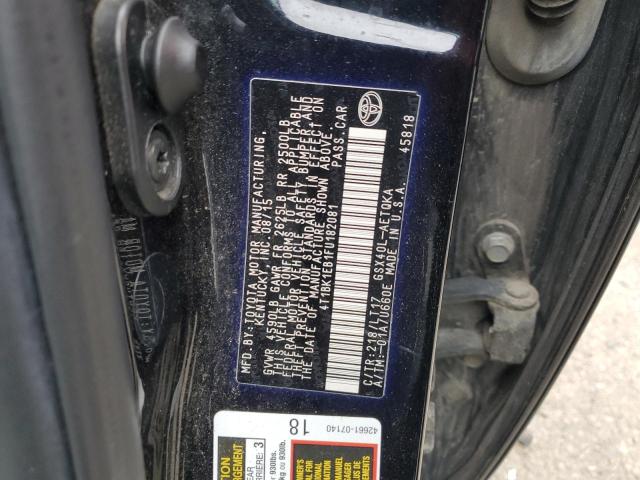 MFD.BY:TOYOTA MOTOR MANUFACTURING,
KENTUCKY, INC. 08/15
GVWR 4590LB GAWR FR 2625LB RR 2500LB
THIS VEHICLE CONFORMS TO ALL APPLICABLE
FEDERAL MOTOR VEHICLE SAFETY, BUMPER, AND
THEFT PREVENTION STANDARDS IN EFFECT ON
THE DATE OF MANUFACTURE SHOWN ABOVE.
4T1BK1EB1FU182081 PASS.CAR
C/TR:218/LT17 GSX40L-AETQKA
A/TM:-01A/U660E MADE IN U.S.A.
45818
18
42661-07140